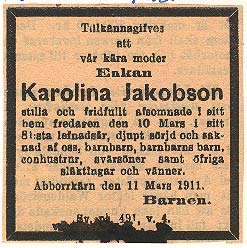 Tillkännagifves
att
vår kära moder
Enkan
Karolina Jakobson
stilla och fridfullt afsomnade i sitt
hem fredagen den 10 Mars i sitt
81:sta lefnadsår, djupt sörjd och sak-
nad af oss, barnbarn, barnbarns barn,
sonhustrur, svärsöner samt öfriga
släktingar och vänner.
Abborrkärn den 11 Mars 1911.
Barnen.
Sv. ps. 491, v. 4.